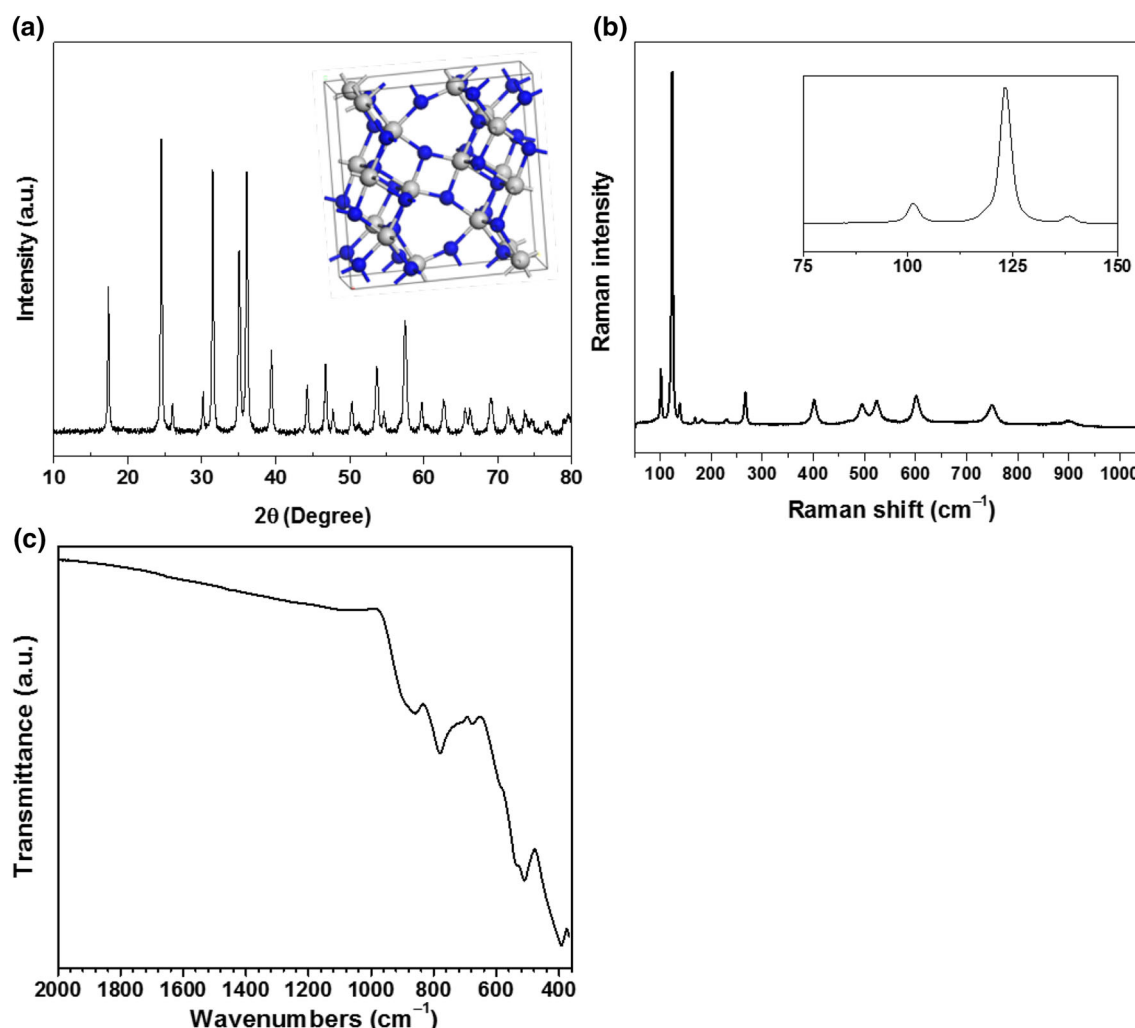 (a)
Intensity (a.u.)
10 20 30 40 50 60 70 80
2θ (Degree)
(b)
Raman intensity
75 100 125 150
100 200 300 400 500 600 700 800 900 1000
Raman shift (cm⁻¹)
(c)
Transmittance (a.u.)
2000 1800 1600 1400 1200 1000 800 600 400
Wavenumbers (cm⁻¹)